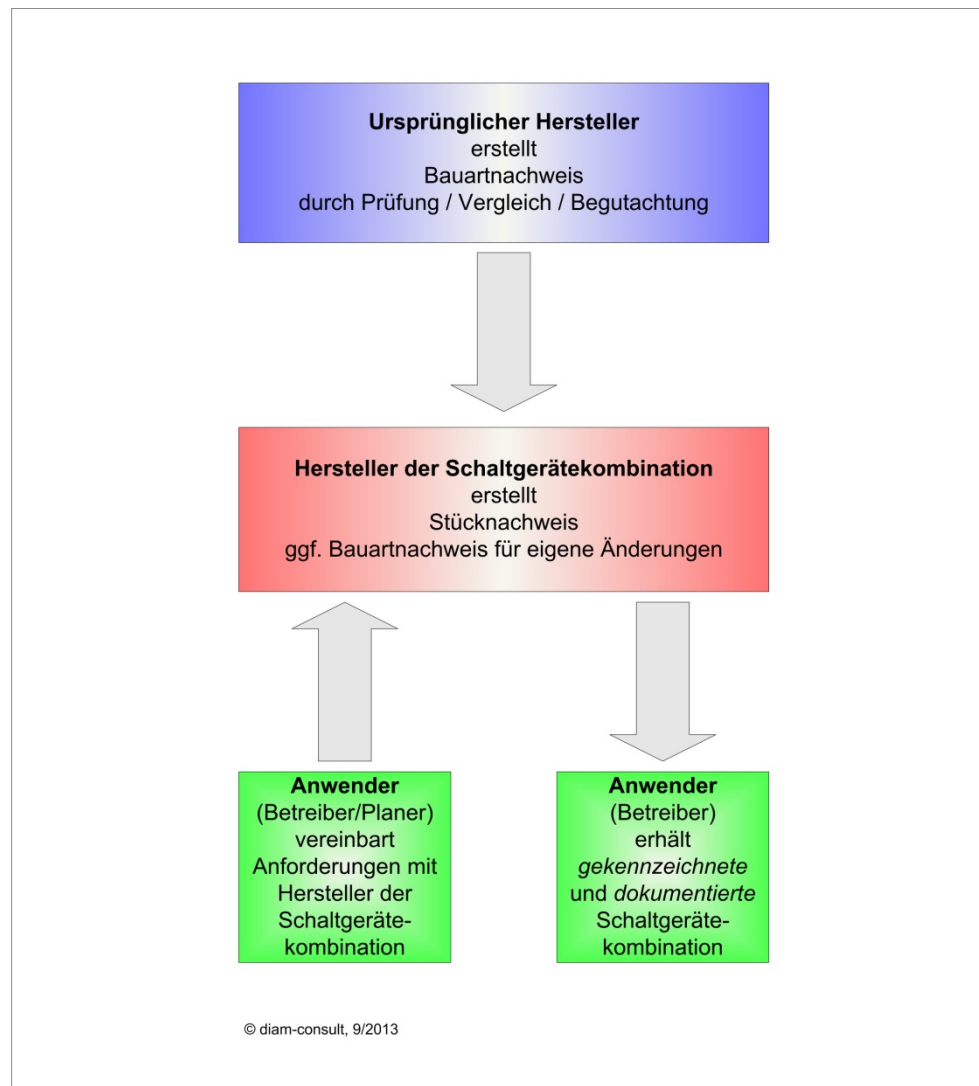 Ursprünglicher Hersteller
erstellt
Bauartnachweis
durch Prüfung / Vergleich / Begutachtung
Hersteller der Schaltgerätekombination
erstellt
Stücknachweis
ggf. Bauartnachweis für eigene Änderungen
Anwender
(Betreiber/Planer)
vereinbart
Anforderungen mit
Hersteller der
Schaltgeräte-
kombination
Anwender
(Betreiber)
erhält
gekennzeichnete
und dokumentierte
Schaltgeräte-
kombination
© diam-consult, 9/2013